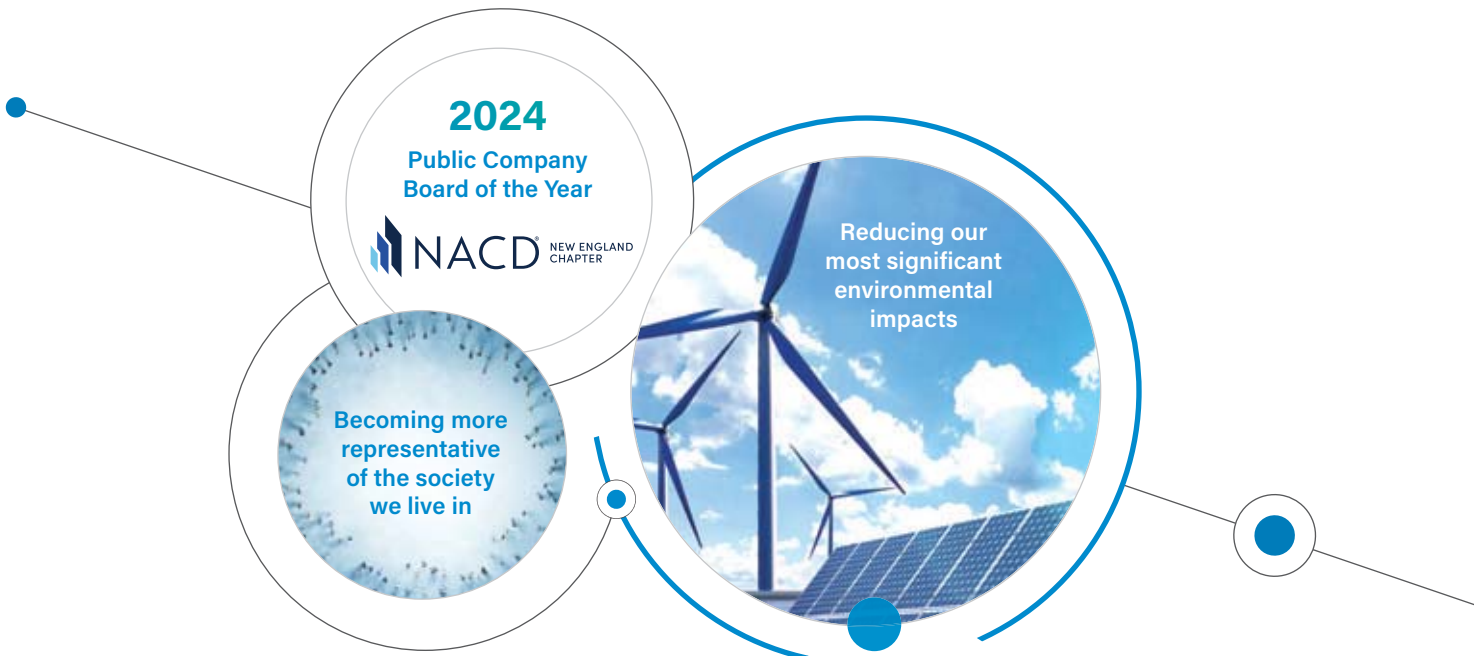 2024
Public Company
Board of the Year
NACD NEW ENGLAND
CHAPTER
Reducing our
most significant
environmental
impacts
Becoming more
representative
of the society
we live in